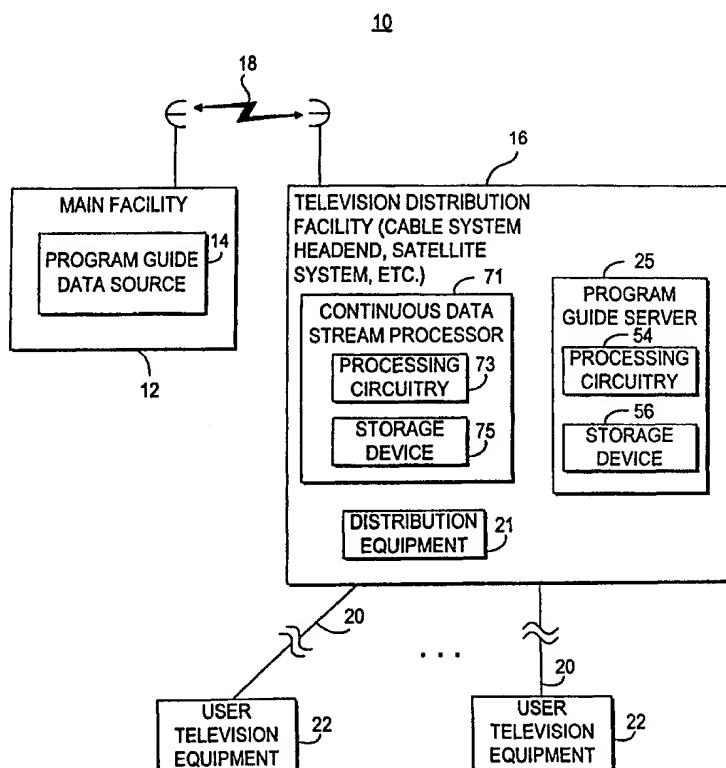 10
18
16
MAIN FACILITY
PROGRAM GUIDE
DATA SOURCE
14
12
TELEVISION DISTRIBUTION
FACILITY (CABLE SYSTEM
HEADEND, SATELLITE
SYSTEM, ETC.)
71
CONTINUOUS DATA
STREAM PROCESSOR
PROCESSING
CIRCUITRY
73
STORAGE
DEVICE
75
25
PROGRAM
GUIDE SERVER
54
PROCESSING
CIRCUITRY
56
STORAGE
DEVICE
DISTRIBUTION
EQUIPMENT
21
20
. . .
20
USER
TELEVISION
EQUIPMENT
22
USER
TELEVISION
EQUIPMENT
22